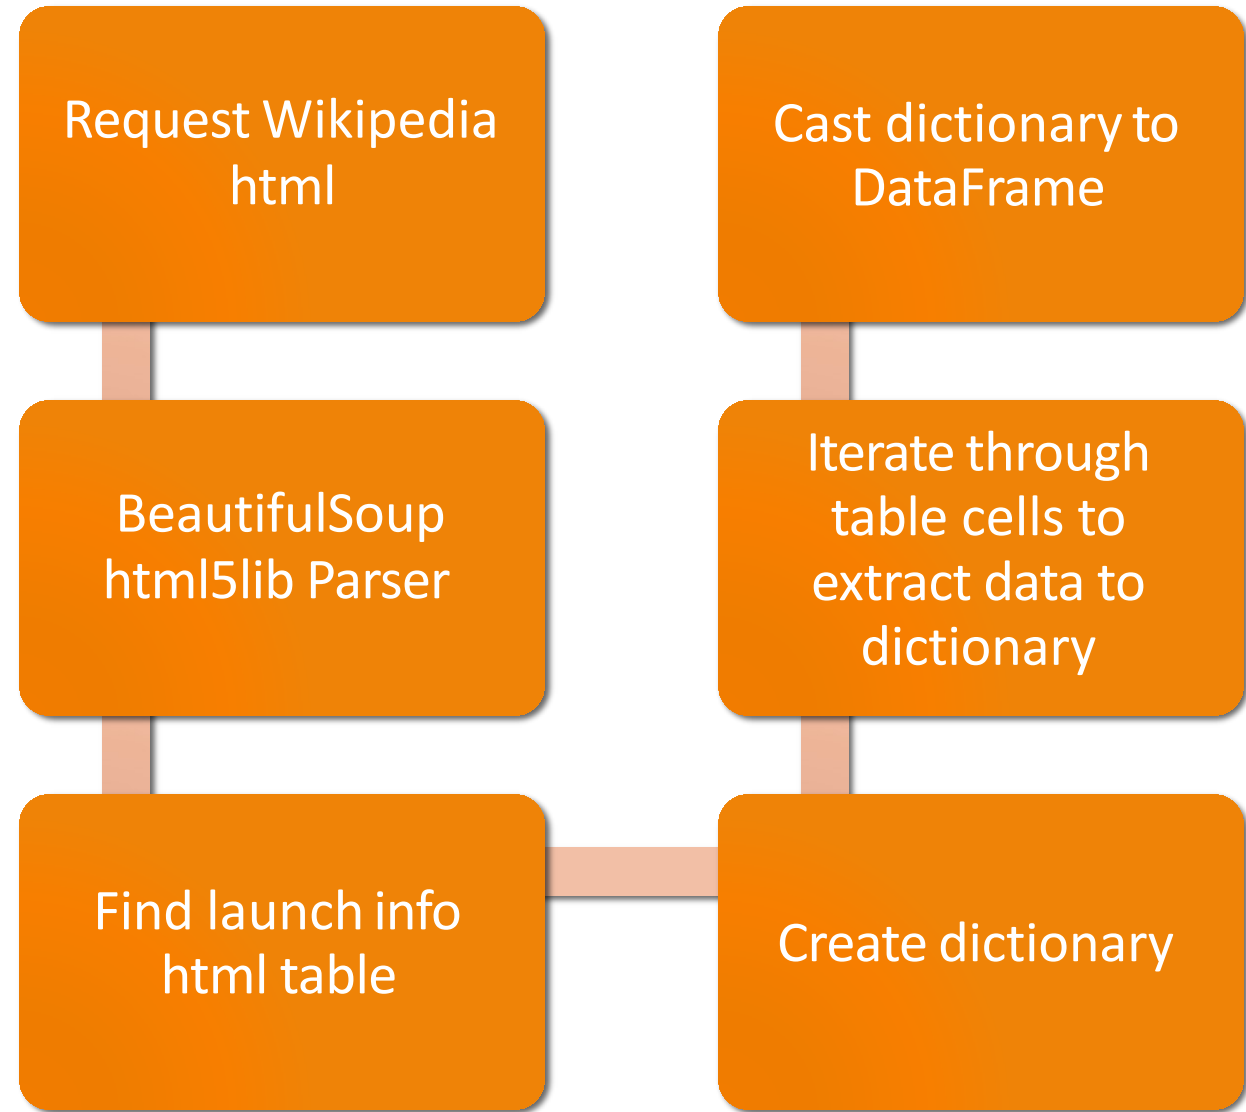 Request Wikipedia
html
BeautifulSoup
html5lib Parser
Find launch info
html table
Create dictionary
Iterate through
table cells to
extract data to
dictionary
Cast dictionary to
DataFrame